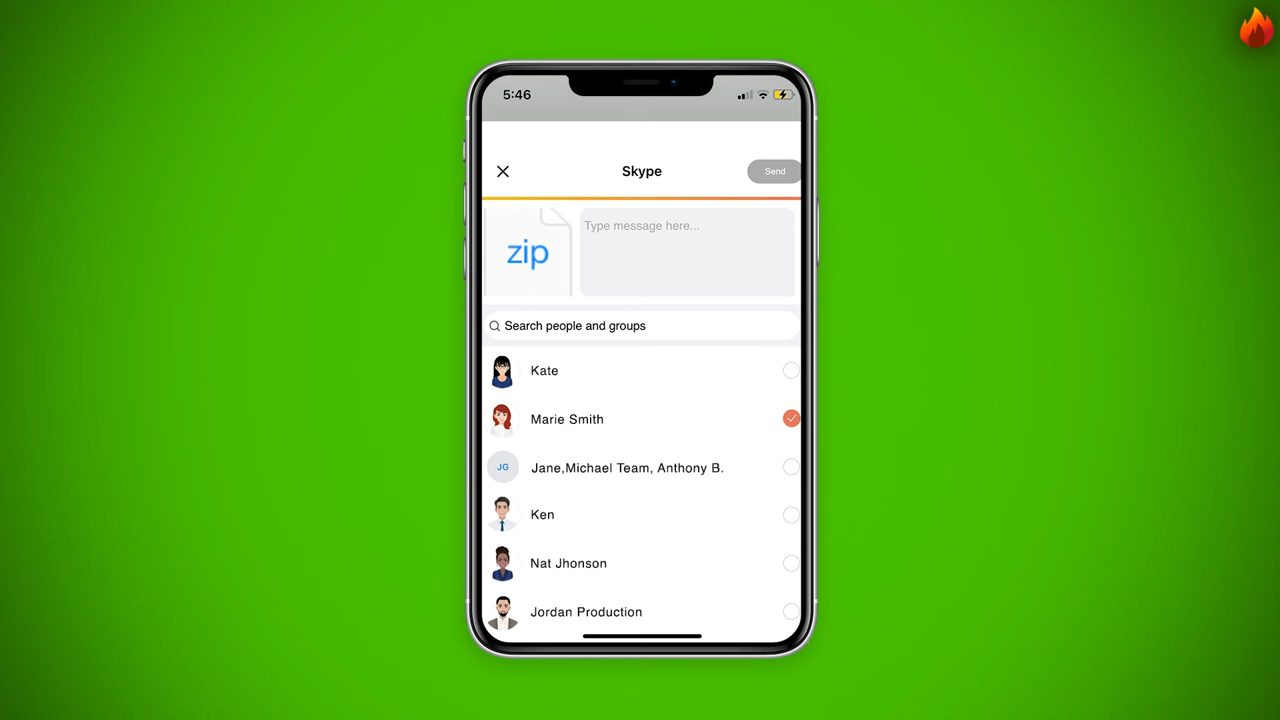 5:46
Skype
Send
zip
Type message here...
Search people and groups
Kate
Marie Smith
JG
Jane,Michael Team, Anthony B.
Ken
Nat Jhonson
Jordan Production